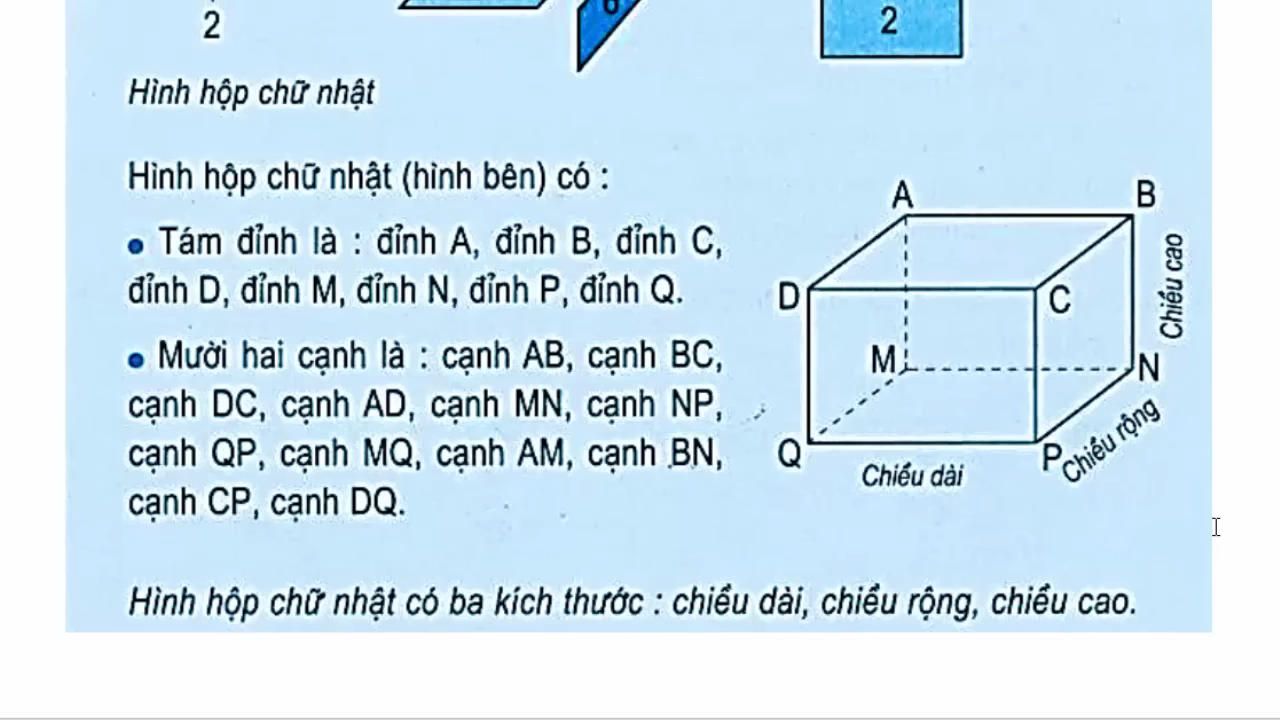 2
6
2
Hình hộp chữ nhật
Hình hộp chữ nhật (hình bên) có :
• Tám đỉnh là : đỉnh A, đỉnh B, đỉnh C,
đỉnh D, đỉnh M, đỉnh N, đỉnh P, đỉnh Q.
• Mười hai cạnh là : cạnh AB, cạnh BC,
cạnh DC, cạnh AD, cạnh MN, cạnh NP,
cạnh QP, cạnh MQ, cạnh AM, cạnh BN,
cạnh CP, cạnh DQ.
A
B
D
C
Chiều cao
M
N
Q
P
Chiều rộng
Chiều dài
Hình hộp chữ nhật có ba kích thước : chiều dài, chiều rộng, chiều cao.